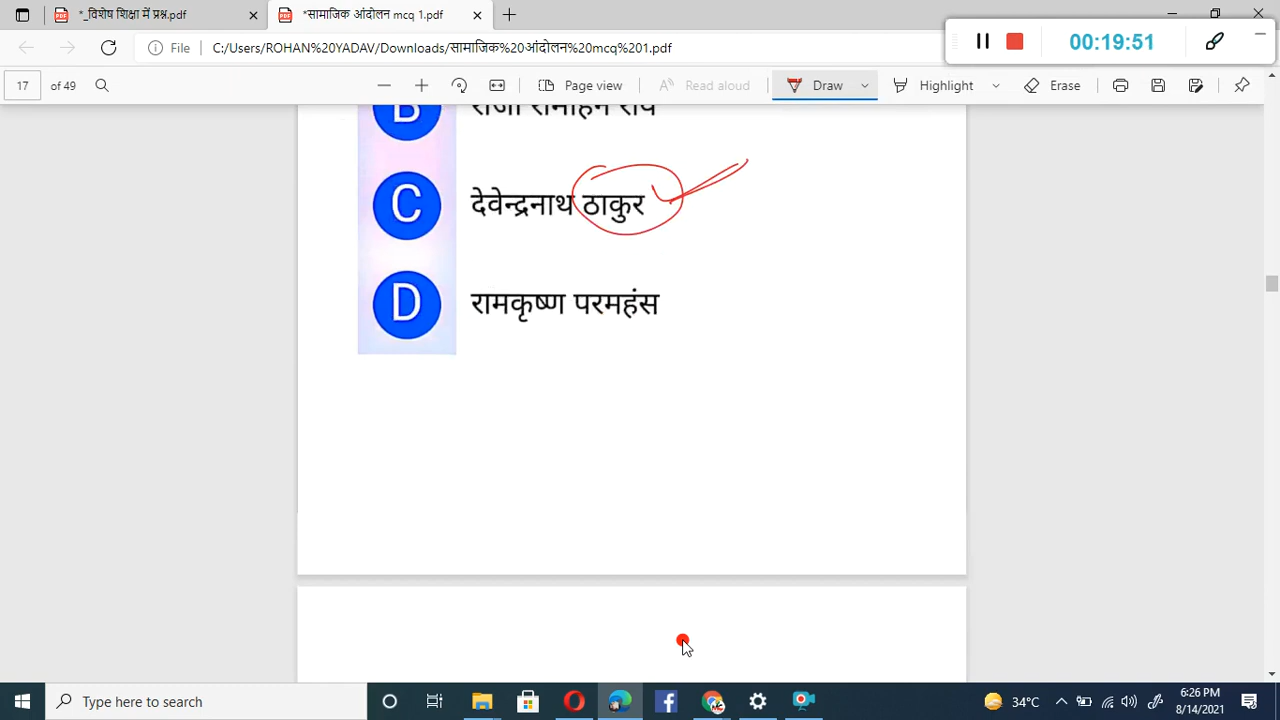 *_विशेष शिक्षा में प्रश्न.pdf
*सामाजिक आंदोलन mcq 1.pdf
File C:/Users/ROHAN%20YADAV/Downloads/सामाजिक%20आंदोलन%20mcq%201.pdf
00:19:51
17 of 49
Page view
Read aloud
Draw
Highlight
Erase
B राजा राममोहन राय
C देवेन्द्रनाथ ठाकुर
D रामकृष्ण परमहंस
Type here to search
34°C
6:26 PM
8/14/2021